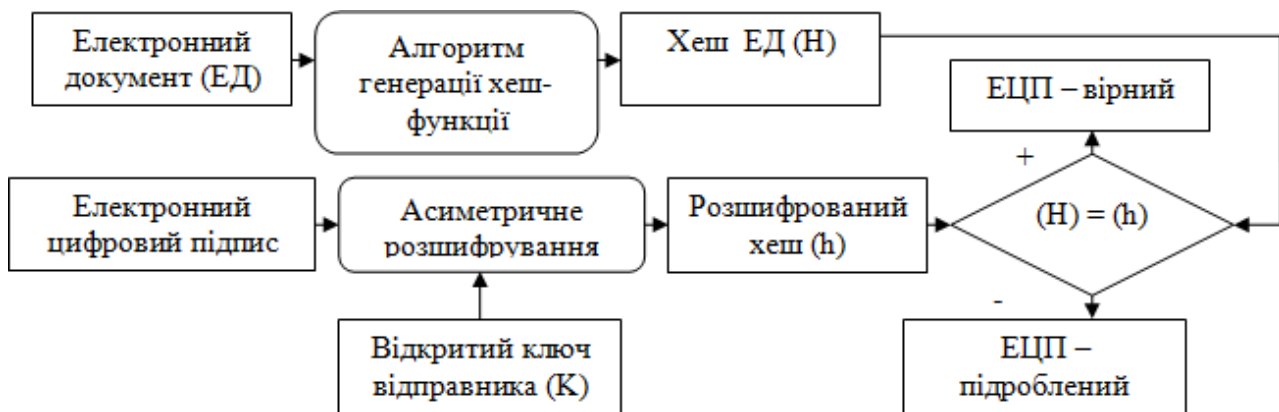 Електронний
документ (ЕД)
Алгоритм
генерації хеш-
функції
Хеш ЕД (Н)
ЕЦП – вірний
+
Електронний
цифровий підпис
Асиметричне
розшифрування
Розшифрований
хеш (h)
(H) = (h)
-
Відкритий ключ
відправника (K)
ЕЦП –
підроблений